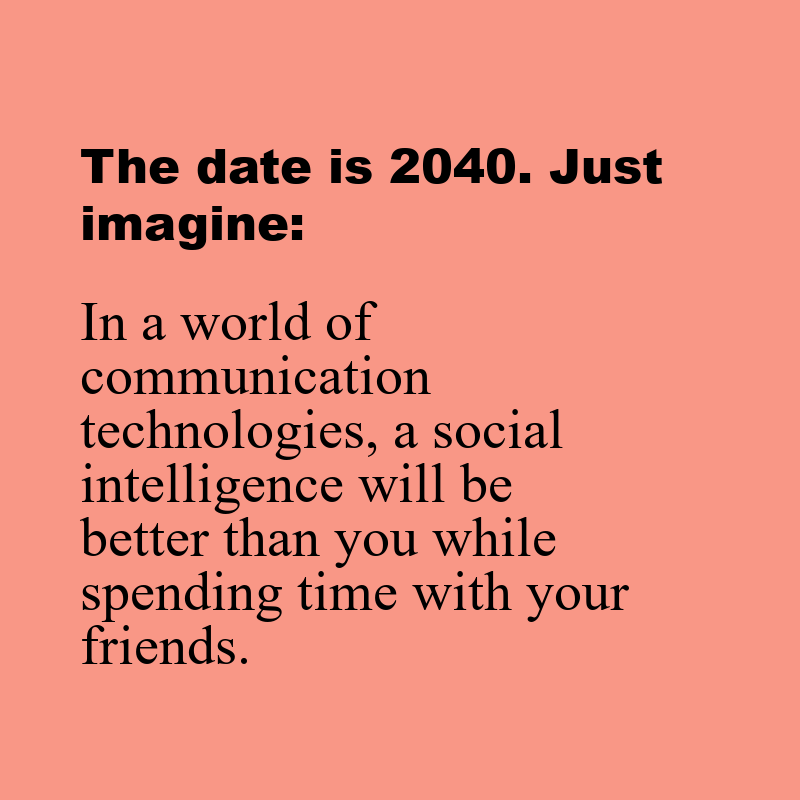 The date is 2040. Just
imagine:
In a world of
communication
technologies, a social
intelligence will be
better than you while
spending time with your
friends.